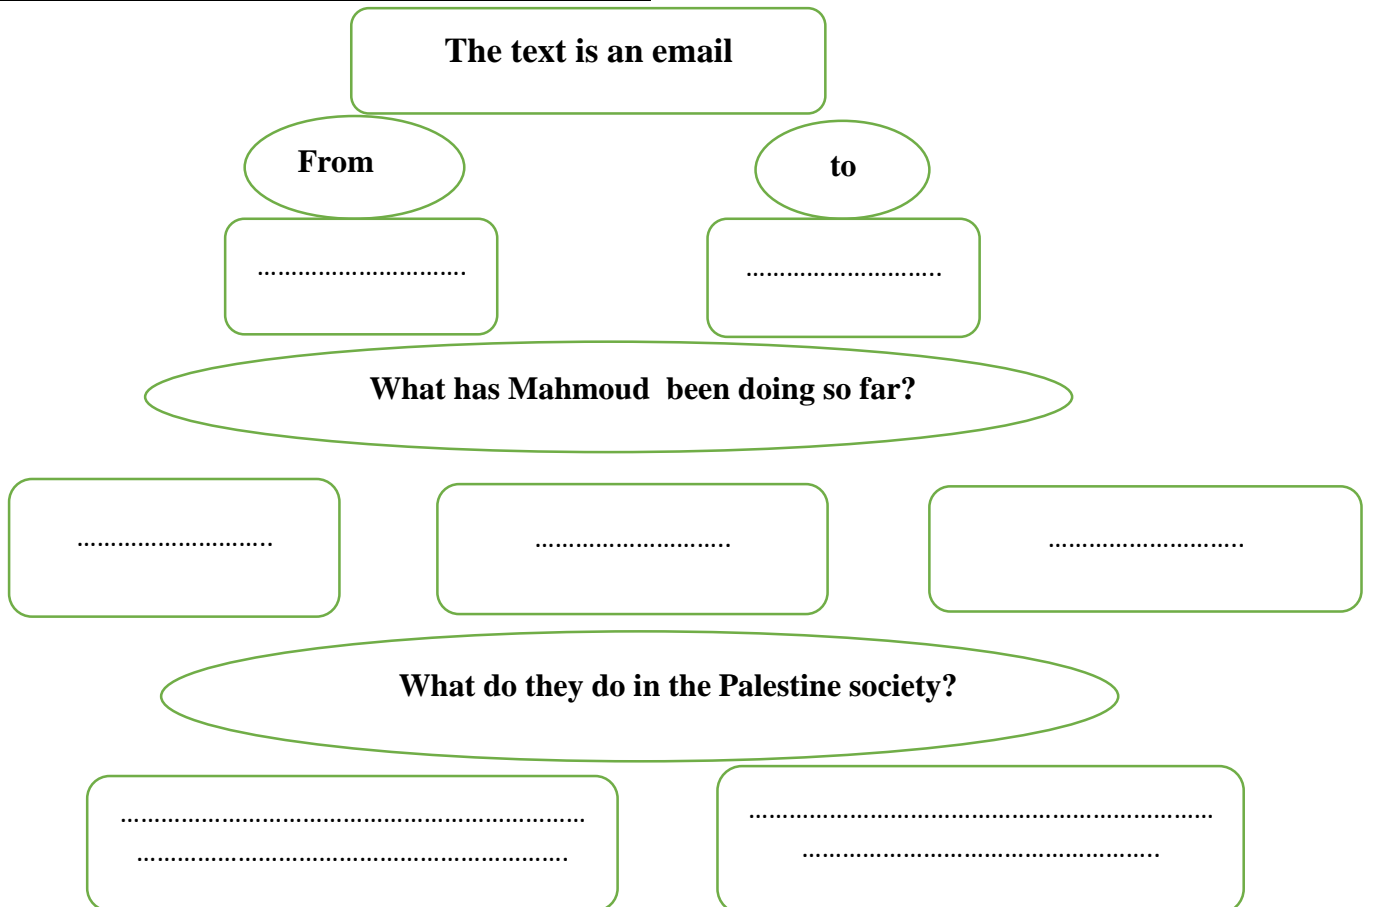 The text is an email
From
to
………………………….
………………………..
What has Mahmoud been doing so far?
………………………..
………………………..
………………………..
What do they do in the Palestine society?
……………………………………………………………
……………………………………………………….
……………………………………………………………
……………………………………………..